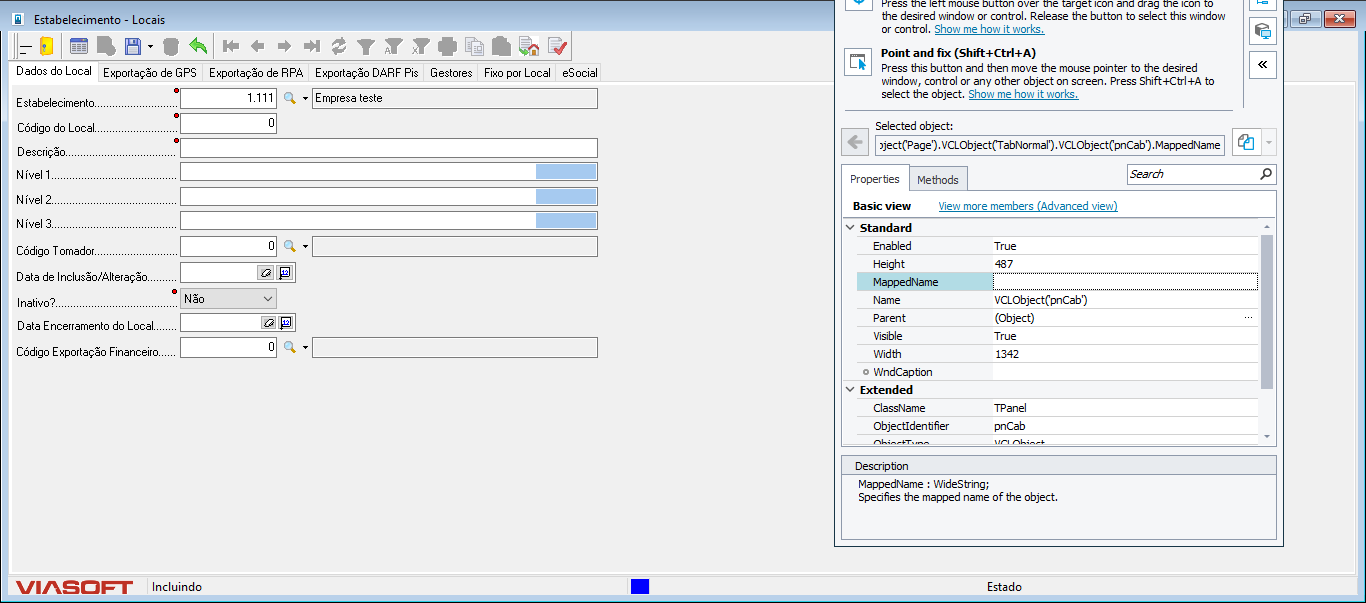 Estabelecimento - Locais
Dados do Local
Exportação de GPS
Exportação de RPA
Exportação DARF Pis
Gestores
Fixo por Local
eSocial
Estabelecimento
1.111
Empresa teste
Código do Local
0
Descrição
Nível 1
Nível 2
Nível 3
Código Tomador
0
Data de Inclusão/Alteração
12
Inativo?
Não
Data Encerramento do Local
12
Código Exportação Financeiro
0
VIASOFT
Incluindo
Estado
Press the left mouse button over the target icon and drag the icon to
the desired window or control. Release the button to select this window
or control. Show me how it works.
Point and fix (Shift+Ctrl+A)
Press this button and then move the mouse pointer to the desired
window, control or any other object on screen. Press Shift+Ctrl+A to
select the object. Show me how it works.
Selected object:
ject('Page').VCLObject('TabNormal').VCLObject('pnCab').MappedName
Properties
Methods
Search
Basic view
View more members (Advanced view)
Standard
Enabled True
Height 487
MappedName
Name VCLObject('pnCab')
Parent (Object) ...
Visible True
Width 1342
WndCaption
Extended
ClassName TPanel
ObjectIdentifier pnCab
ObjectType VCLObject
Description
MappedName : WideString;
Specifies the mapped name of the object.